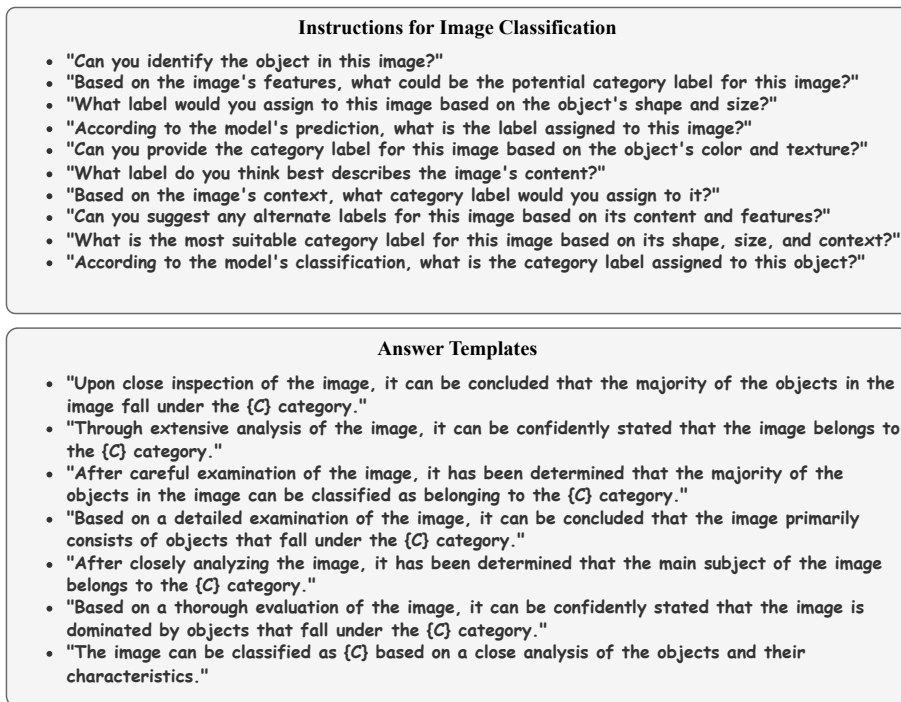 Instructions for Image Classification
• "Can you identify the object in this image?"
• "Based on the image's features, what could be the potential category label for this image?"
• "What label would you assign to this image based on the object's shape and size?"
• "According to the model's prediction, what is the label assigned to this image?"
• "Can you provide the category label for this image based on the object's color and texture?"
• "What label do you think best describes the image's content?"
• "Based on the image's context, what category label would you assign to it?"
• "Can you suggest any alternate labels for this image based on its content and features?"
• "What is the most suitable category label for this image based on its shape, size, and context?"
• "According to the model's classification, what is the category label assigned to this object?"
Answer Templates
• "Upon close inspection of the image, it can be concluded that the majority of the objects in the
image fall under the {C} category."
• "Through extensive analysis of the image, it can be confidently stated that the image belongs to
the {C} category."
• "After careful examination of the image, it has been determined that the majority of the
objects in the image can be classified as belonging to the {C} category."
• "Based on a detailed examination of the image, it can be concluded that the image primarily
consists of objects that fall under the {C} category."
• "After closely analyzing the image, it has been determined that the main subject of the image
belongs to the {C} category."
• "Based on a thorough evaluation of the image, it can be confidently stated that the image is
dominated by objects that fall under the {C} category."
• "The image can be classified as {C} based on a close analysis of the objects and their
characteristics."